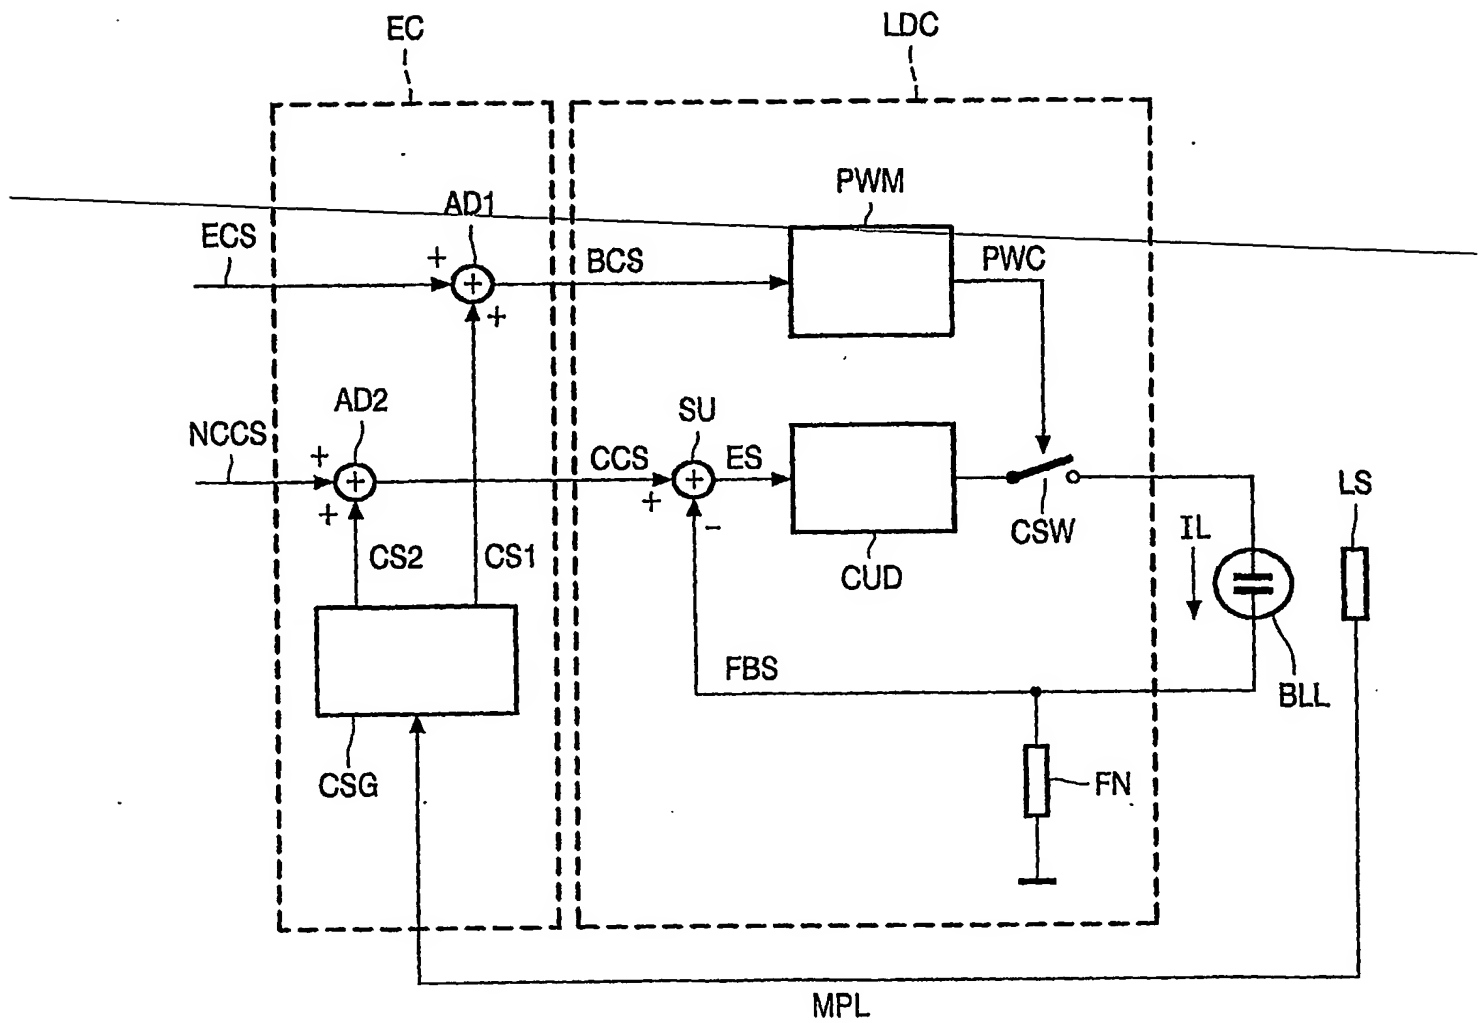 EC
LDC
PWM
AD1
ECS
+
+
+
BCS
PWC
AD2
SU
NCCS
+
+
+
CCS
+
+
-
ES
CSW
LS
CS2
CS1
CUD
IL
FBS
BLL
CSG
FN
MPL